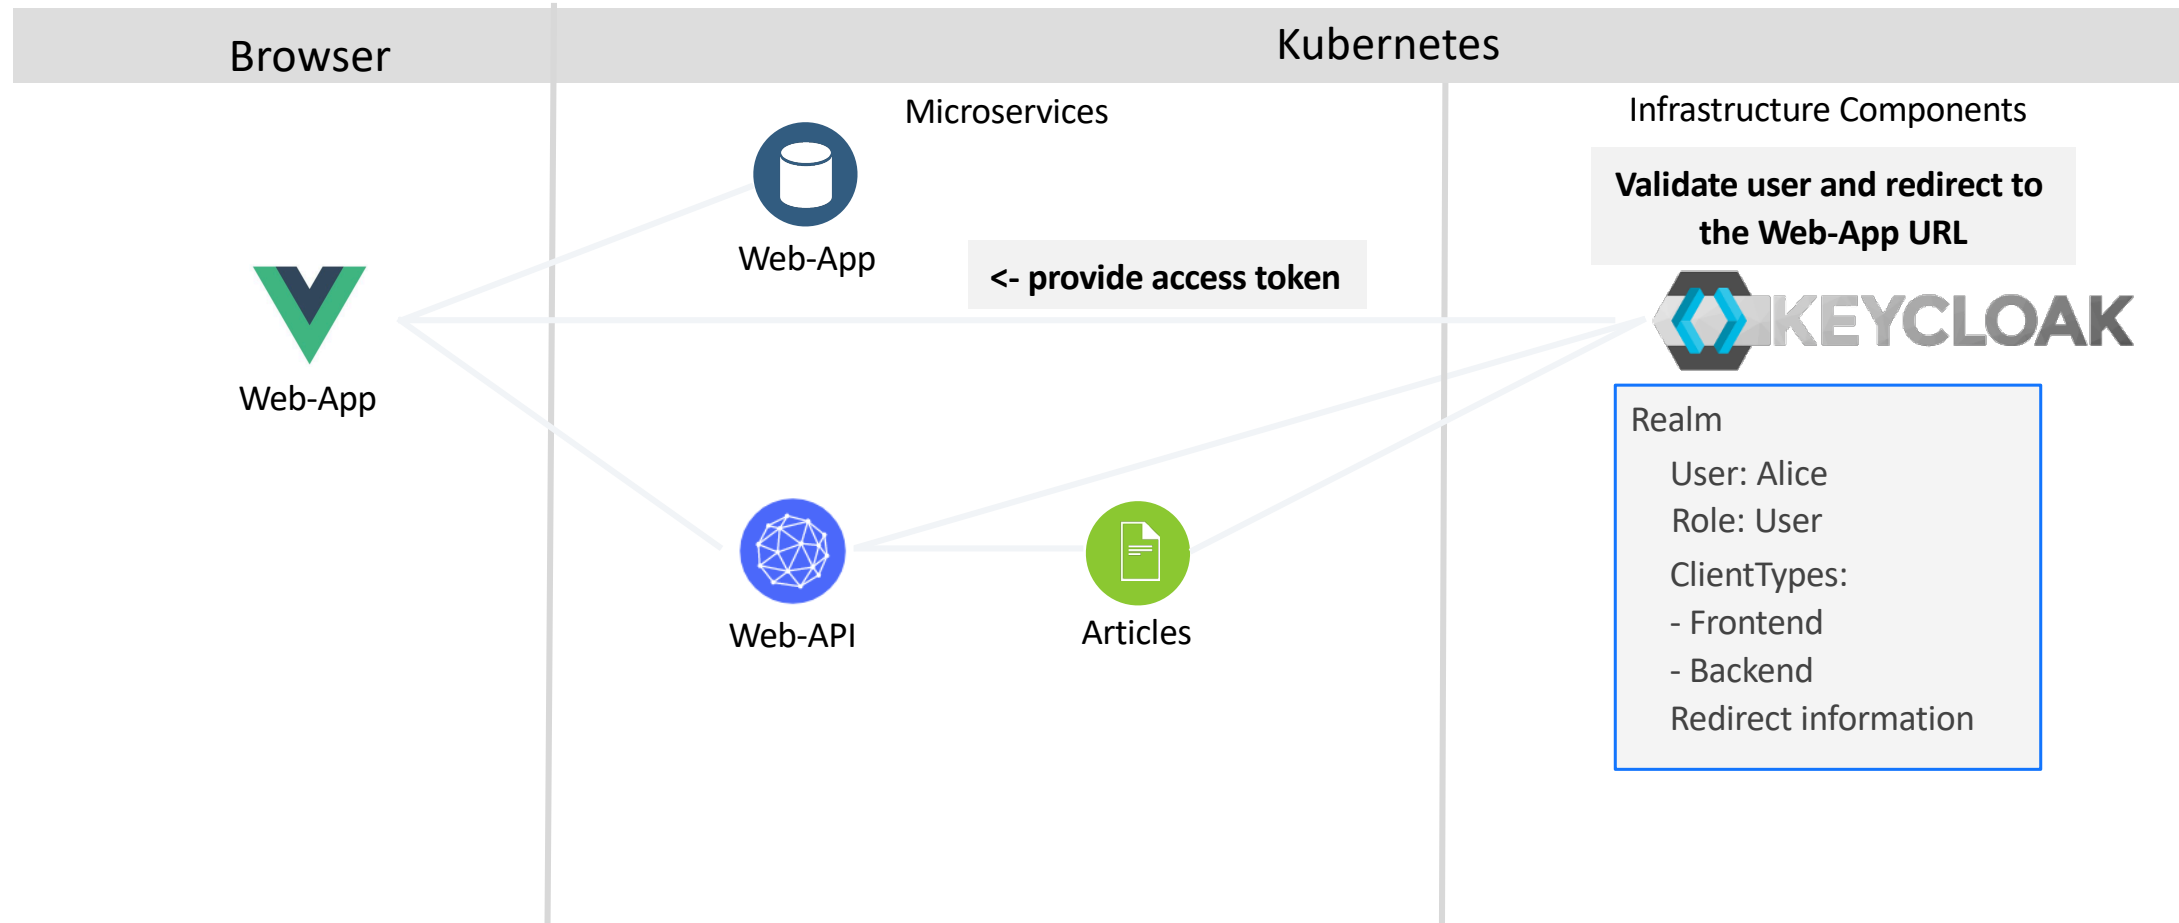 Browser
Kubernetes
Microservices
Infrastructure Components
Validate user and redirect to
the Web-App URL
Web-App
<- provide access token
KEYCLOAK
Web-App
Realm
User: Alice
Role: User
ClientTypes:
- Frontend
- Backend
Redirect information
Web-API
Articles